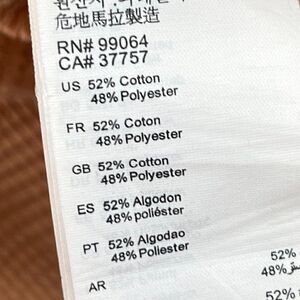 危地馬拉製造
RN# 99064
CA# 37757
US 52% Cotton
48% Polyester
FR 52% Coton
48% Polyester
GB 52% Cotton
48% Polyester
ES 52% Algodon
48% poliéster
PT 52% Algodao
48% Poliester
AR
52%
48%
52%